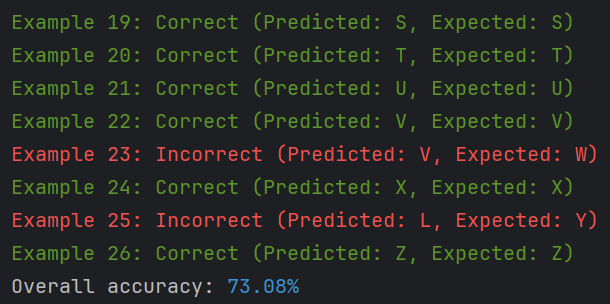 Example 19: Correct (Predicted: S, Expected: S)
Example 20: Correct (Predicted: T, Expected: T)
Example 21: Correct (Predicted: U, Expected: U)
Example 22: Correct (Predicted: V, Expected: V)
Example 23: Incorrect (Predicted: V, Expected: W)
Example 24: Correct (Predicted: X, Expected: X)
Example 25: Incorrect (Predicted: L, Expected: Y)
Example 26: Correct (Predicted: Z, Expected: Z)
Overall accuracy: 73.08%